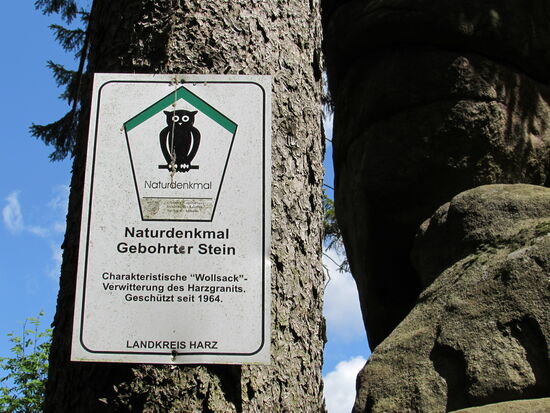 Naturdenkmal
Naturdenkmal
Gebohrter Stein
Charakteristische "Wollsack"-
Verwitterung des Harzgranits.
Geschützt seit 1964.
LANDKREIS HARZ